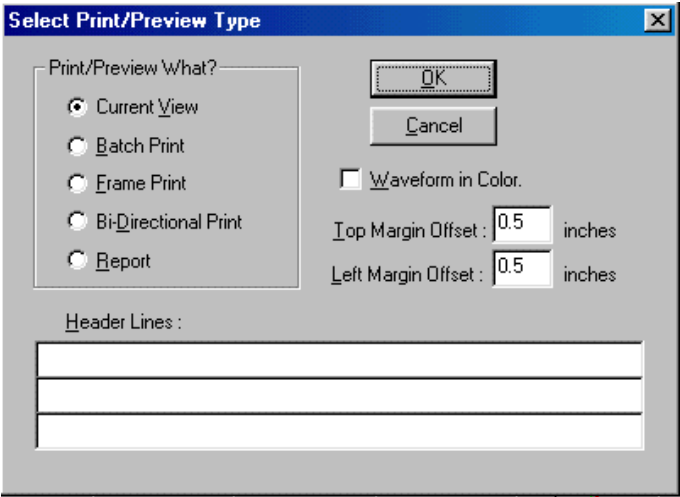 Select Print/Preview Type
Print/Preview What?
Current View
Batch Print
Frame Print
Bi-Directional Print
Report
OK
Cancel
Waveform in Color.
Top Margin Offset : 0.5 inches
Left Margin Offset : 0.5 inches
Header Lines :